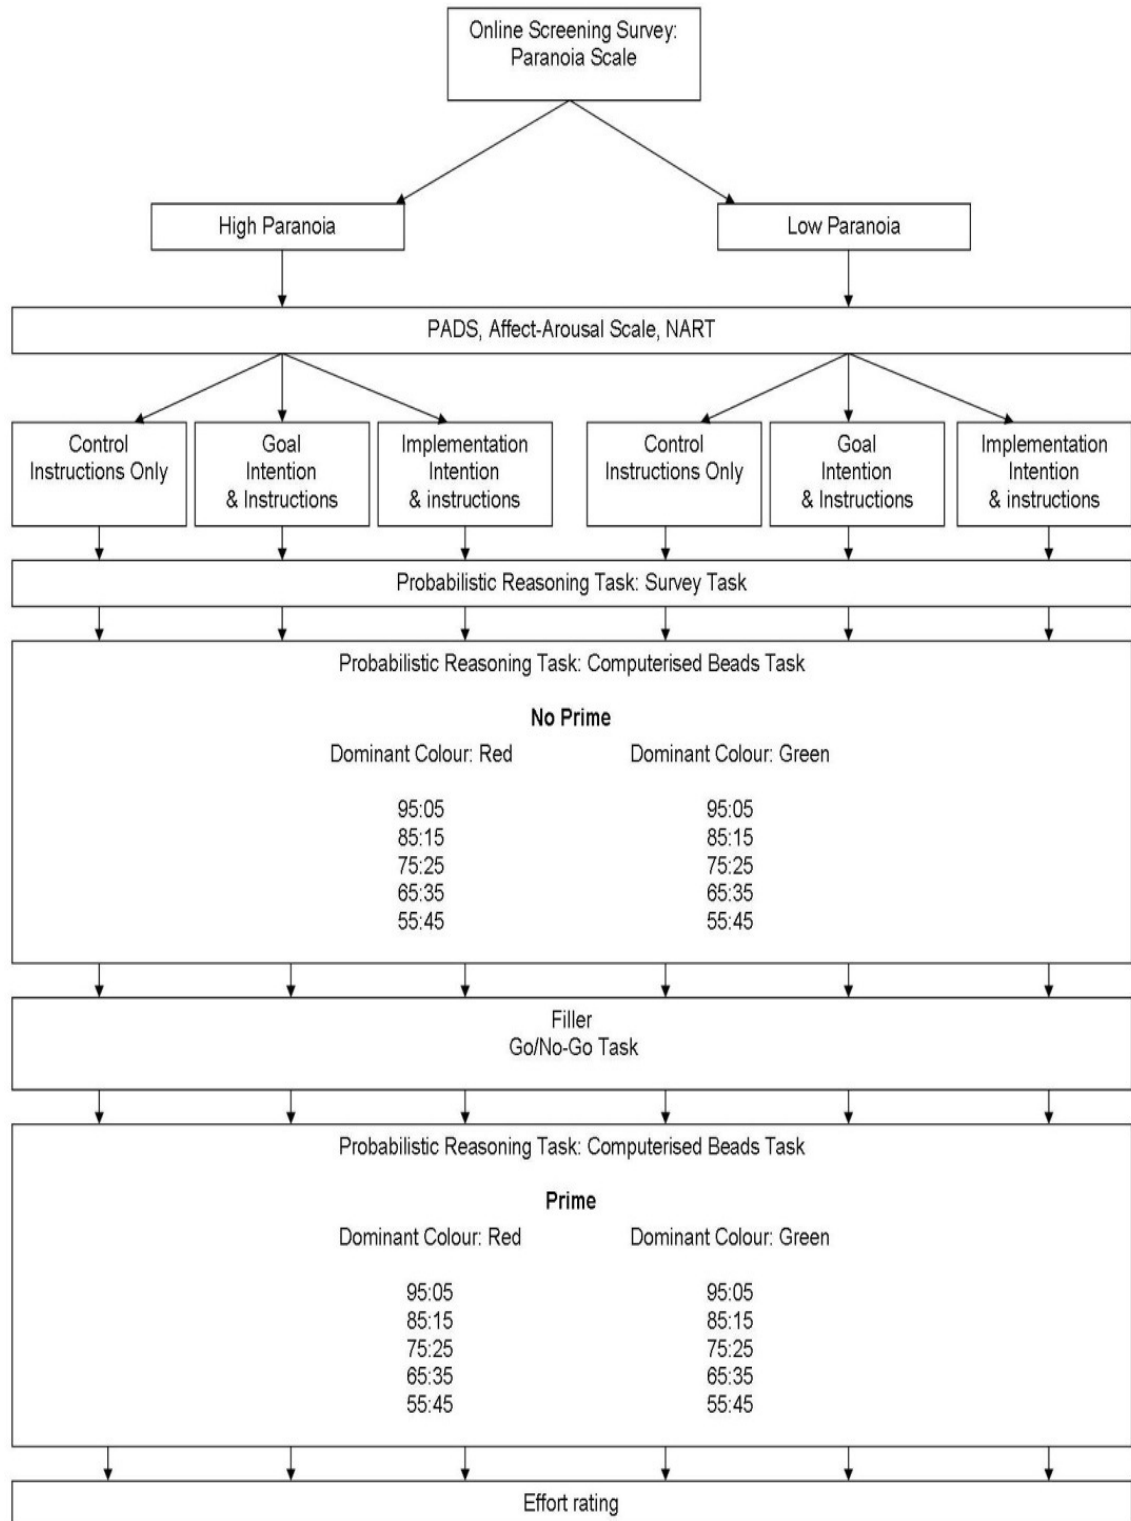 Online Screening Survey:
Paranoia Scale
High Paranoia
Low Paranoia
PADS, Affect-Arousal Scale, NART
Control
Instructions Only
Goal
Intention
& Instructions
Implementation
Intention
& instructions
Control
Instructions Only
Goal
Intention
& Instructions
Implementation
Intention
& instructions
Probabilistic Reasoning Task: Survey Task
Probabilistic Reasoning Task: Computerised Beads Task
No Prime
Dominant Colour: Red
95:05
85:15
75:25
65:35
55:45
Dominant Colour: Green
95:05
85:15
75:25
65:35
55:45
Filler
Go/No-Go Task
Probabilistic Reasoning Task: Computerised Beads Task
Prime
Dominant Colour: Red
95:05
85:15
75:25
65:35
55:45
Dominant Colour: Green
95:05
85:15
75:25
65:35
55:45
Effort rating